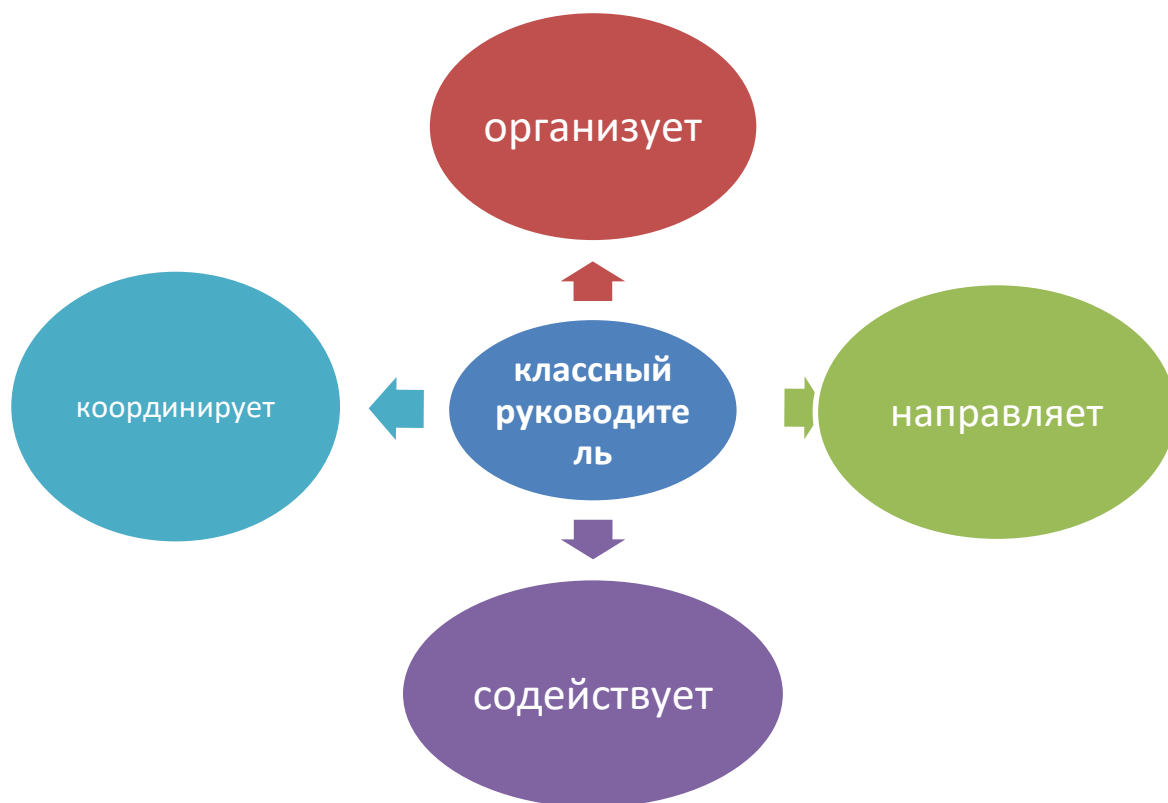 организует
координирует
классный
руководите
ль
направляет
содействует